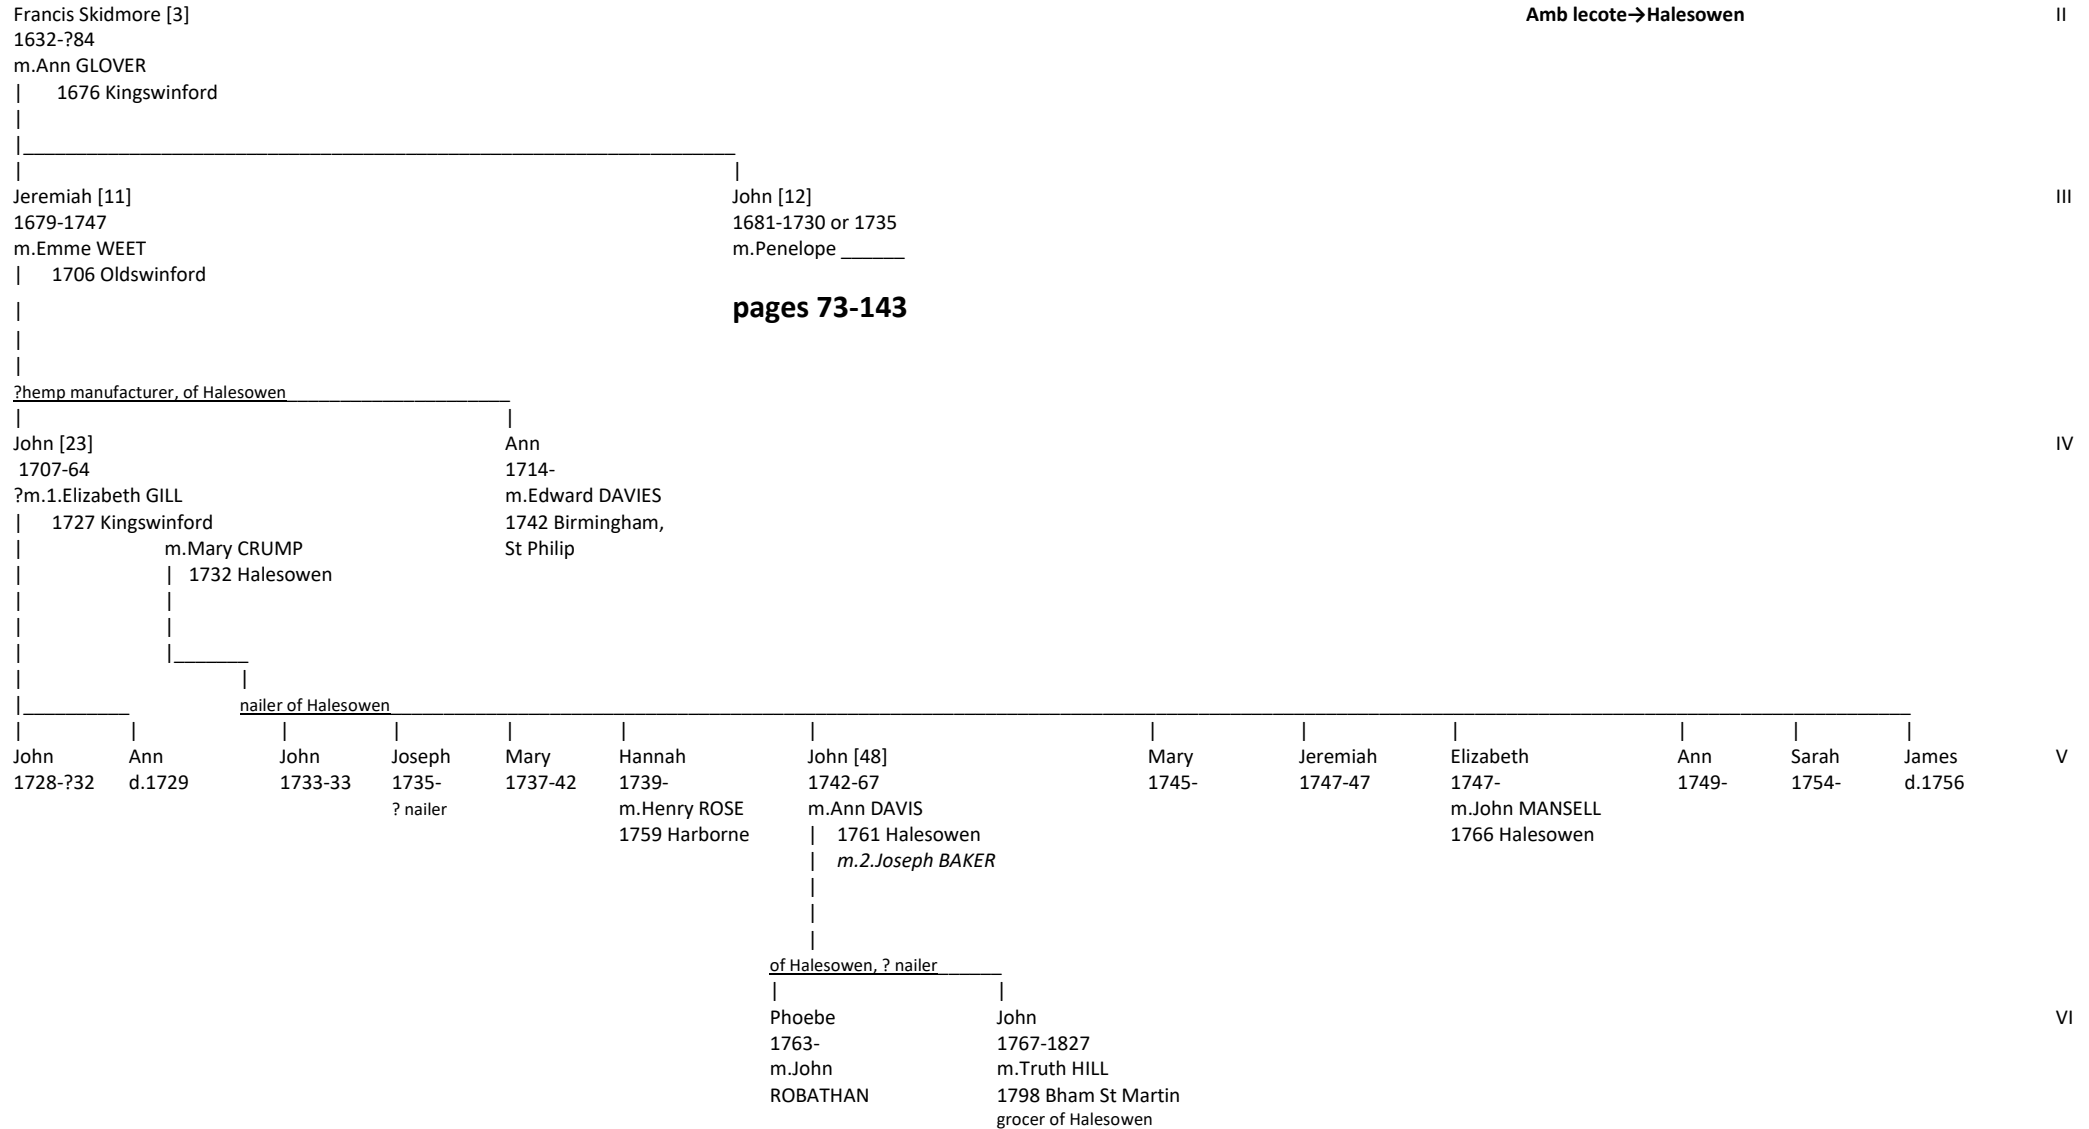 Francis Skidmore [3] Amb lecote→Halesowen II
1632-?84
m.Ann GLOVER
1676 Kingswinford
Jeremiah [11] John [12] III
1679-1747 1681-1730 or 1735
m.Emme WEET m.Penelope ______
1706 Oldswinford
pages 73-143
?hemp manufacturer, of Halesowen
John [23] Ann IV
1707-64 1714-
?m.1.Elizabeth GILL m.Edward DAVIES
1727 Kingswinford 1742 Birmingham,
m.Mary CRUMP St Philip
1732 Halesowen
nailer of Halesowen
John Ann John Joseph Mary Hannah John [48] Mary Jeremiah Elizabeth Ann Sarah James V
1728-?32 d.1729 1733-33 1735- 1737-42 1739- 1742-67 1745- 1747-47 1747- 1749- 1754- d.1756
? nailer m.Henry ROSE m.Ann DAVIS m.John MANSELL
1759 Harborne 1761 Halesowen 1766 Halesowen
m.2.Joseph BAKER
of Halesowen, ? nailer
Phoebe John VI
1763- 1767-1827
m.John m.Truth HILL
ROBATHAN 1798 Bham St Martin
grocer of Halesowen